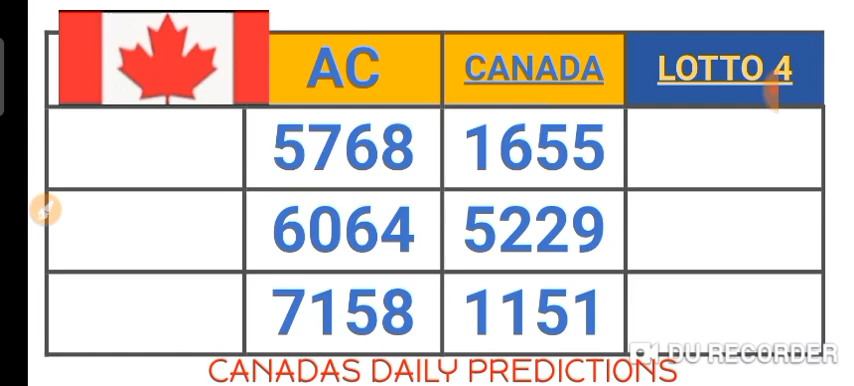 AC CANADA LOTTO 4
5768 1655
6064 5229
7158 1151
DU RECORDER
CANADAS DAILY PREDICTIONS